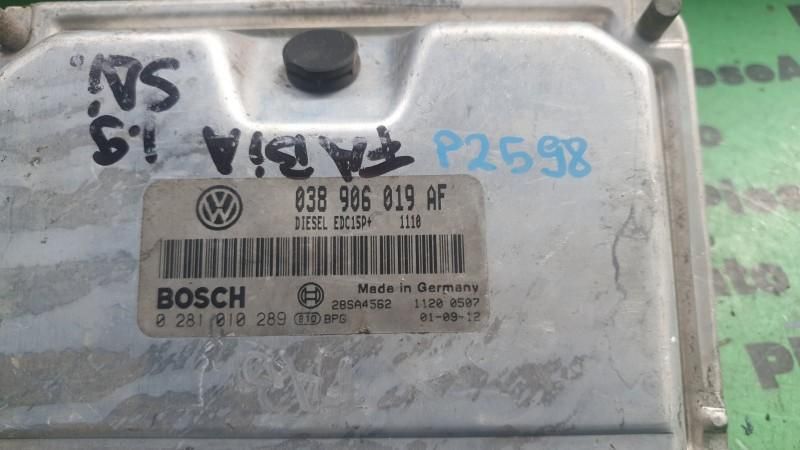 SN
FABIA 1.9
P2598
038 906 019 AF
DIESEL EDC15P+ 1110
Made in Germany
BOSCH
28SA4562 1120 0507
0 281 010 289 BPG 01-09-12